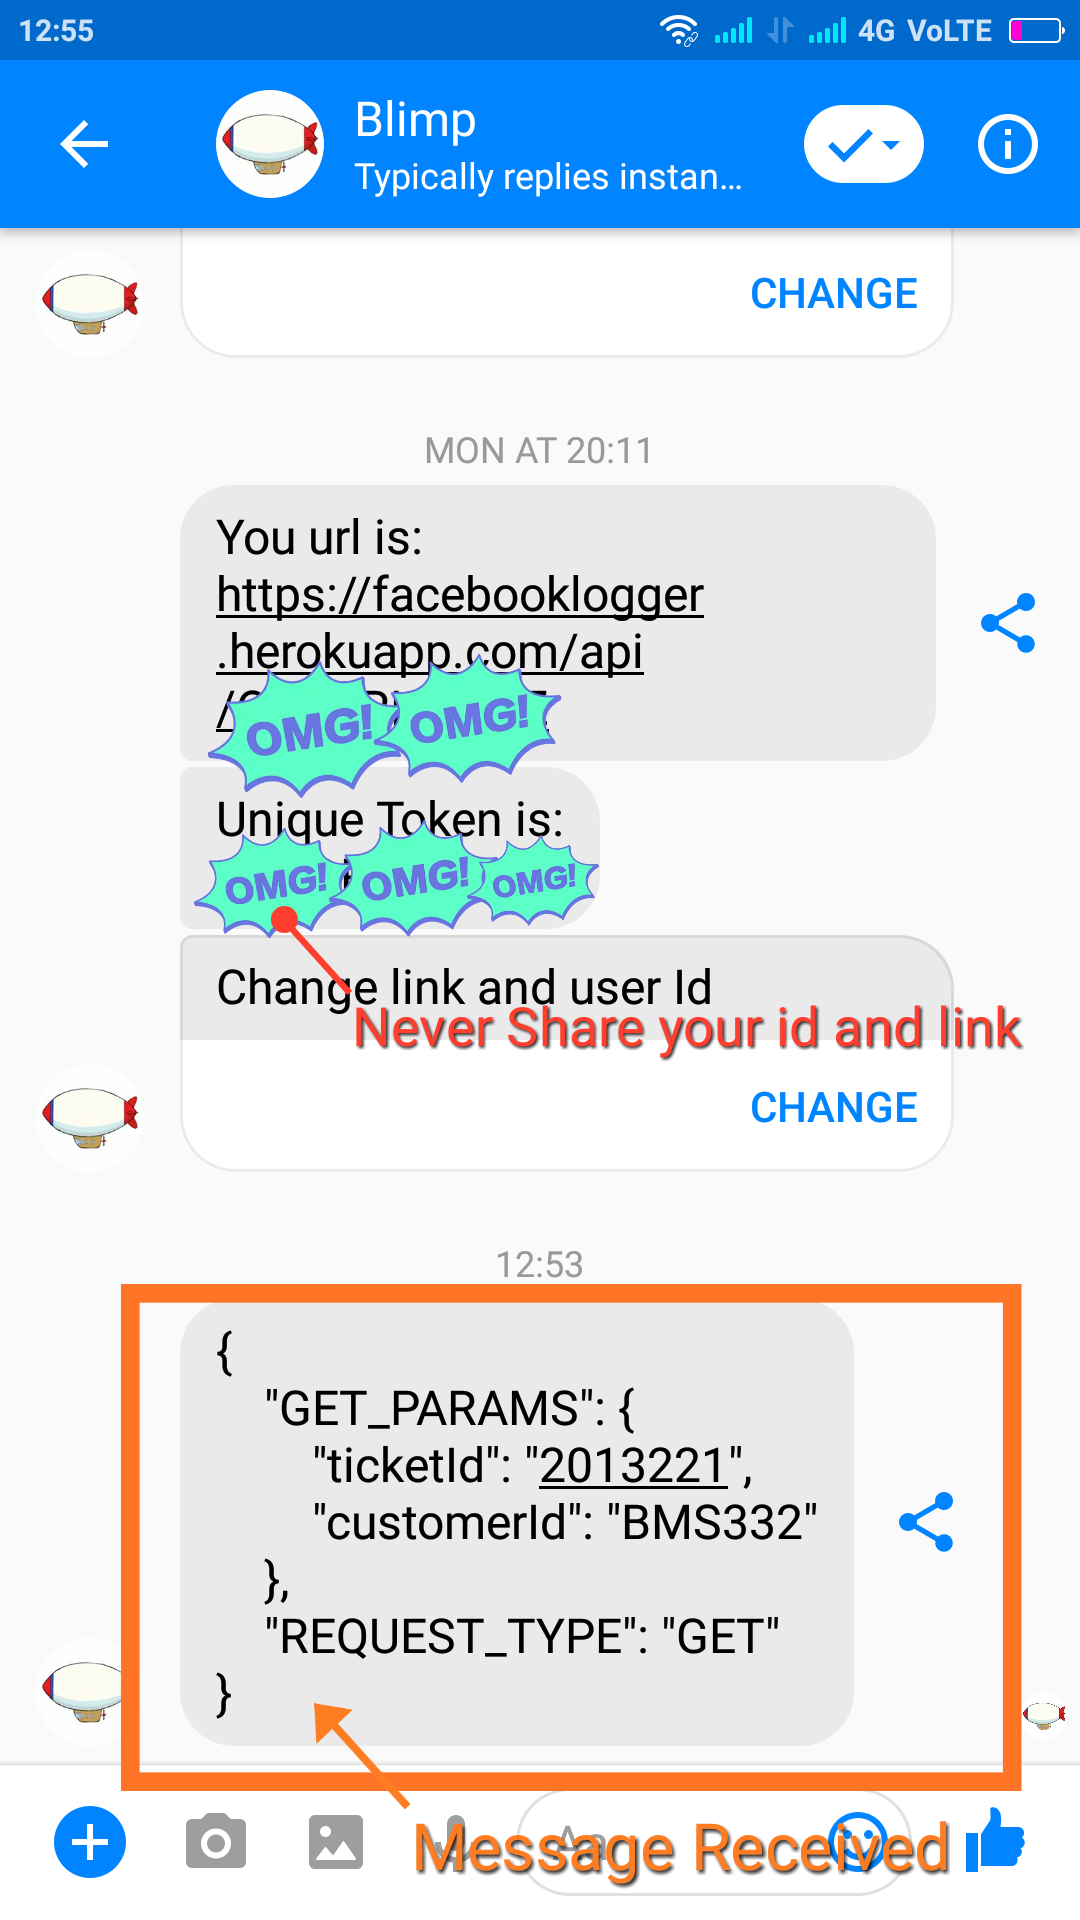 12:55
4G VoLTE
Blimp
Typically replies instan...
CHANGE
MON AT 20:11
You url is:
https://facebooklogger
.herokuapp.com/api
OMG! OMG!
Unique Token is:
OMG! OMG! OMG!
Change link and user Id
Never Share your id and link
CHANGE
12:53
{
"GET_PARAMS": {
"ticketId": "2013221",
"customerId": "BMS332"
},
"REQUEST_TYPE": "GET"
}
Aa
Message Received